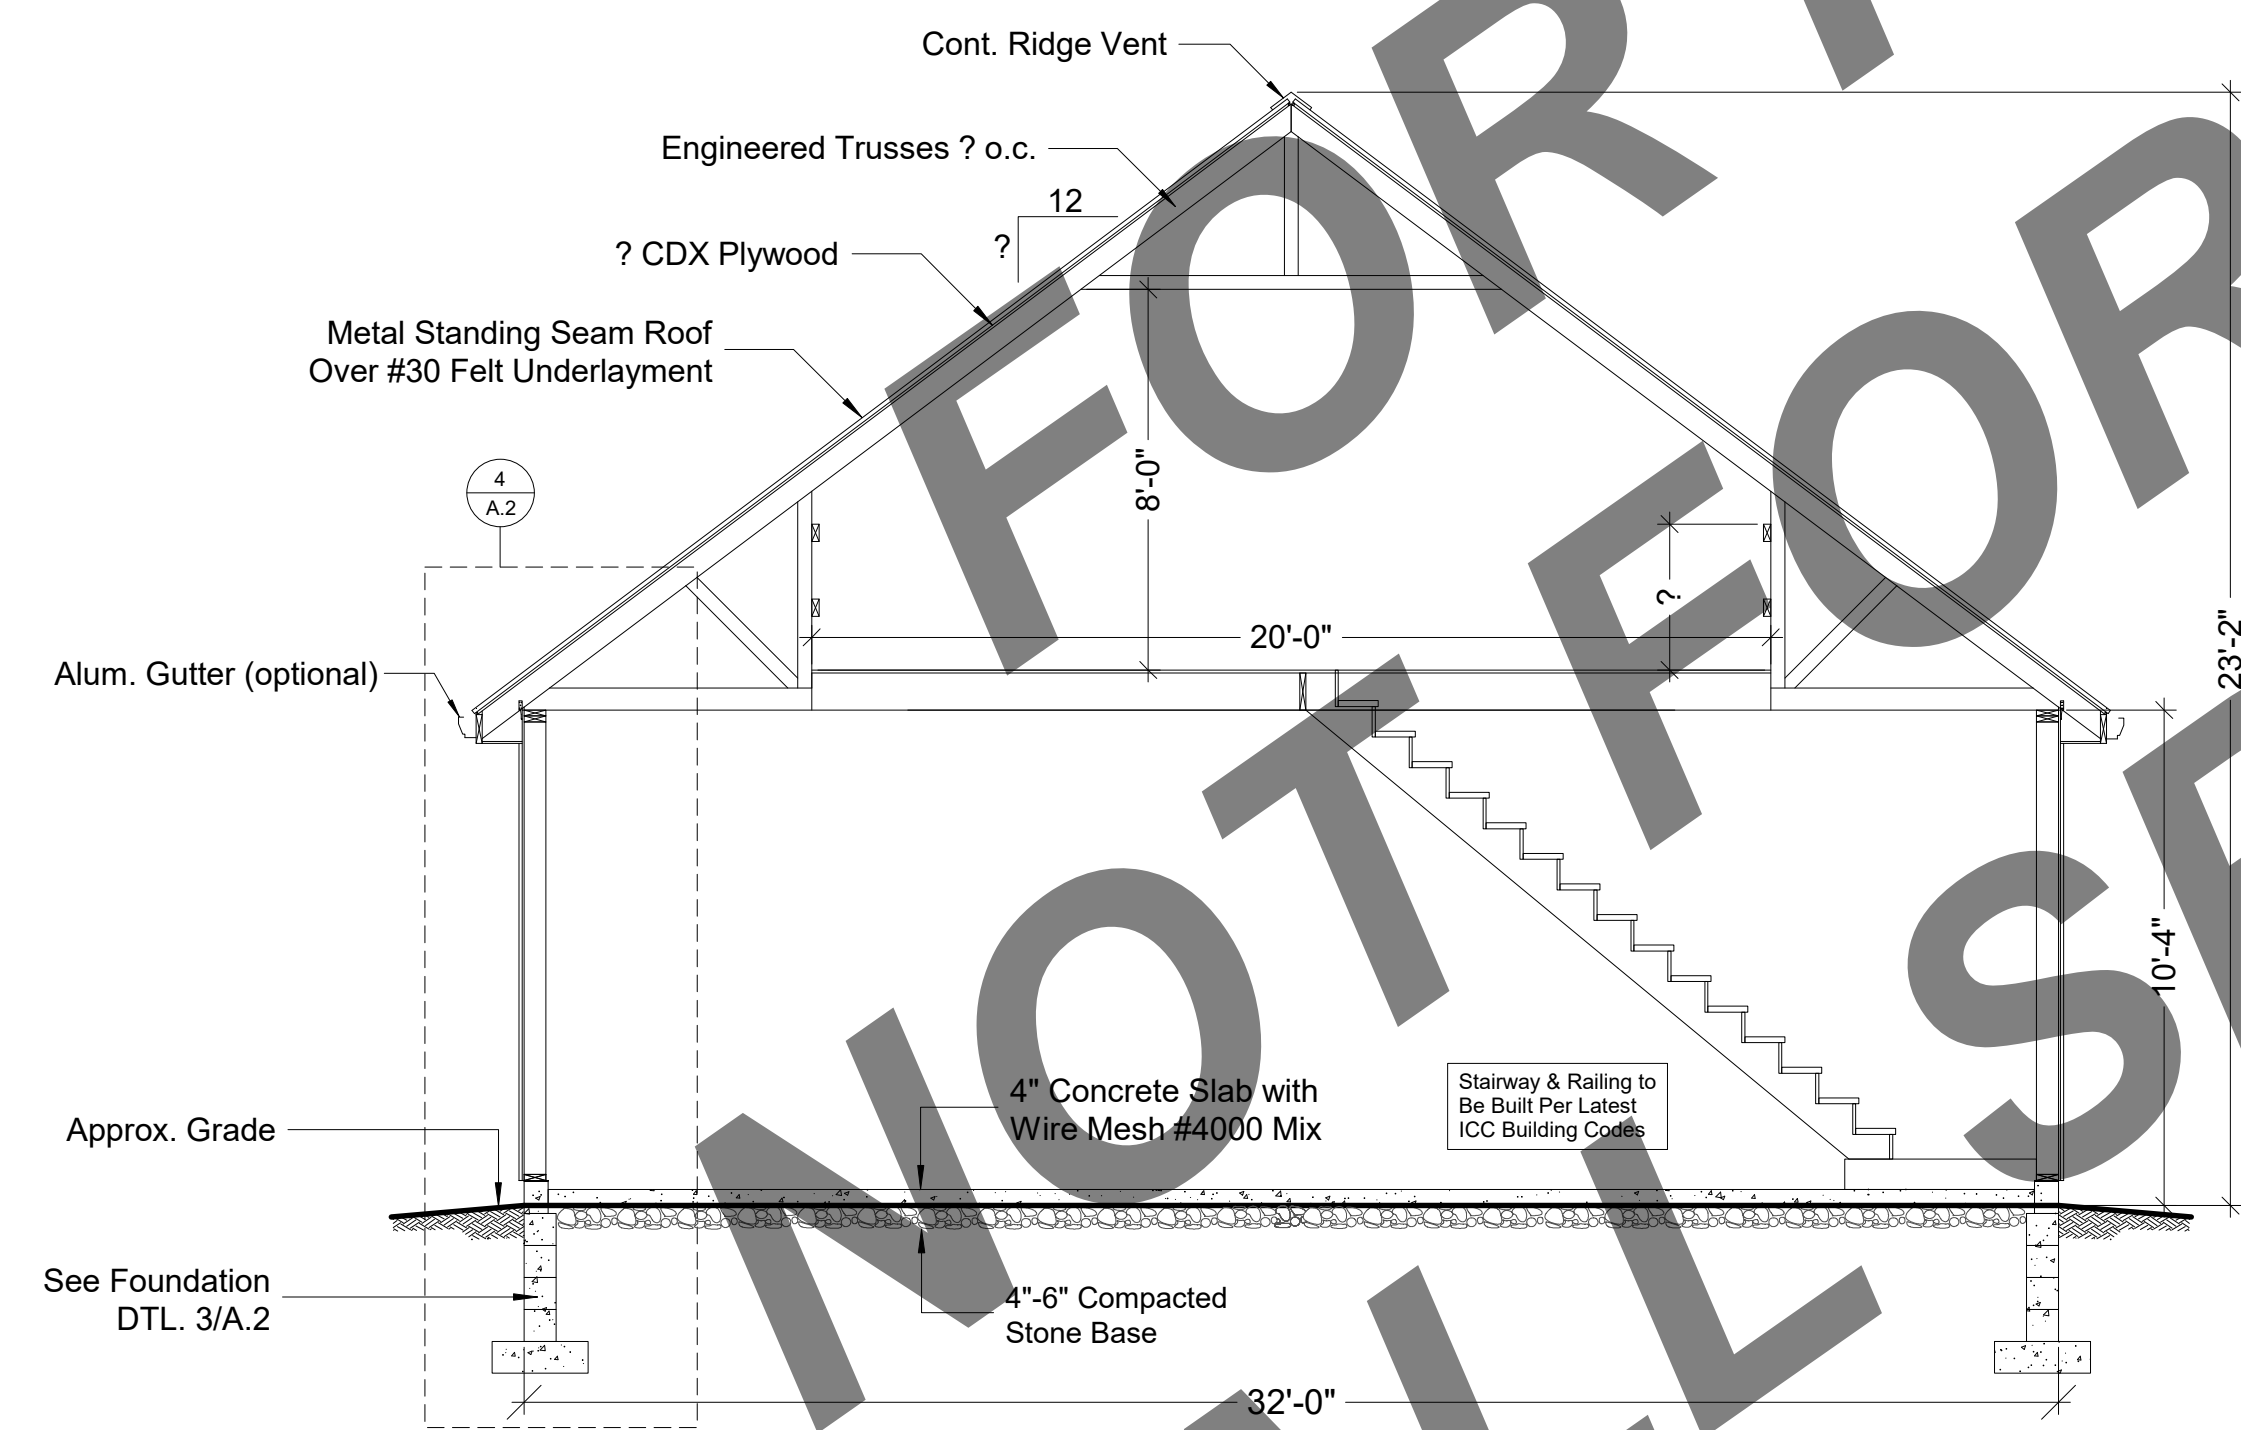 Cont. Ridge Vent
Engineered Trusses ? o.c.
12
?
? CDX Plywood
Metal Standing Seam Roof
Over #30 Felt Underlayment
4
A.2
8'-0"
?
20'-0"
23'-2"
Alum. Gutter (optional)
10'-4"
4" Concrete Slab with
Wire Mesh #4000 Mix
Stairway & Railing to
Be Built Per Latest
ICC Building Codes
Approx. Grade
See Foundation
DTL. 3/A.2
4"-6" Compacted
Stone Base
32'-0"
NOT FOR
FOR